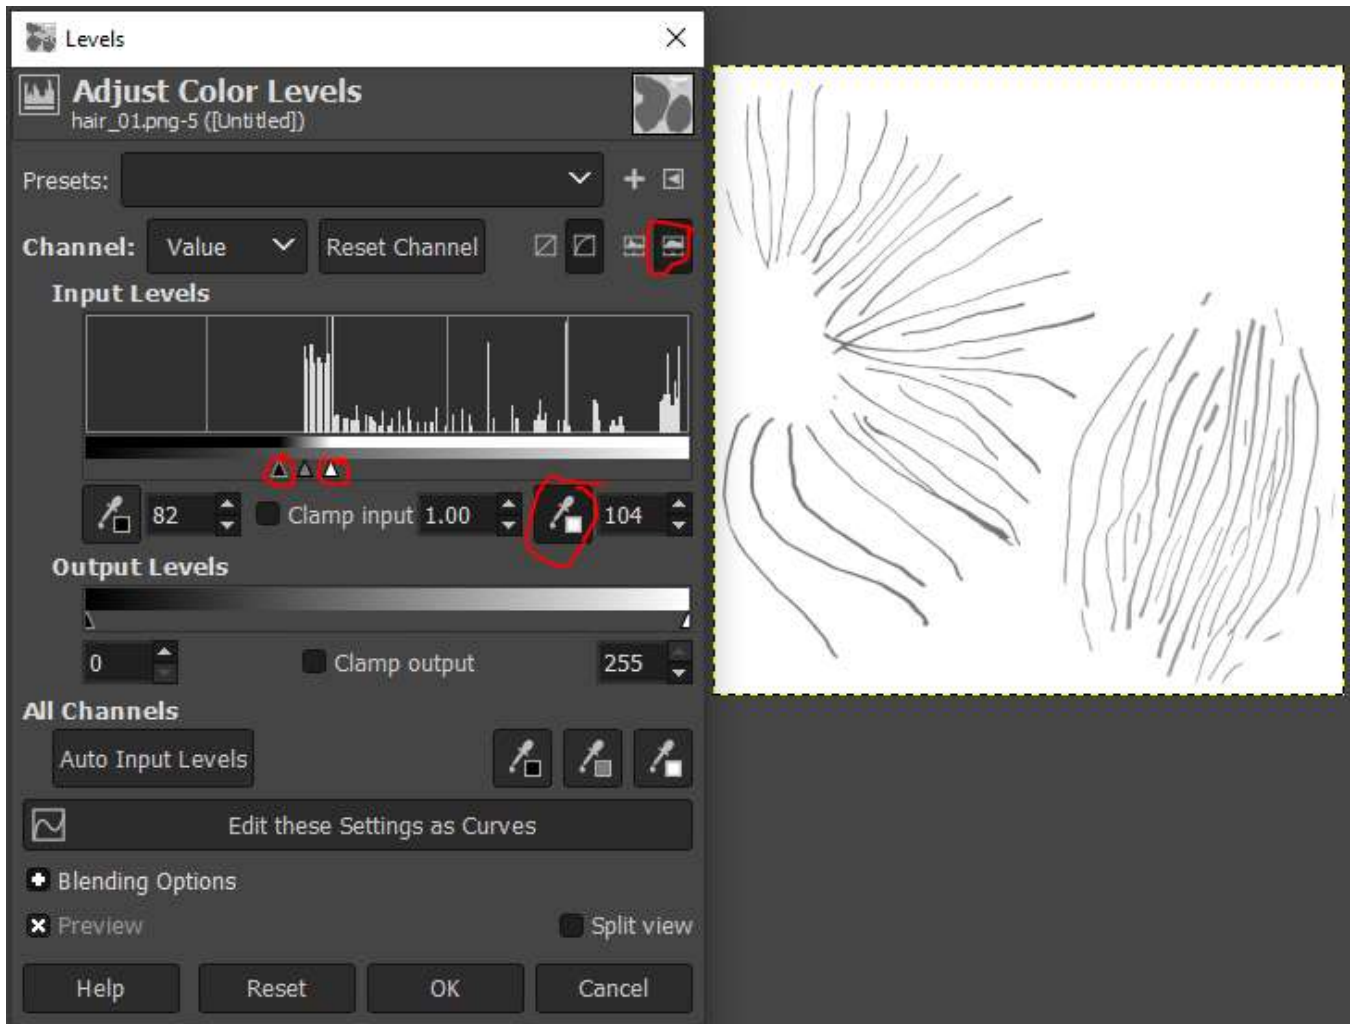 Levels
Adjust Color Levels
hair_01.png-5 ([Untitled])
Presets:
Channel: Value Reset Channel
Input Levels
82 Clamp input 1.00 104
Output Levels
0 Clamp output 255
All Channels
Auto Input Levels
Edit these Settings as Curves
Blending Options
Preview Split view
Help Reset OK Cancel